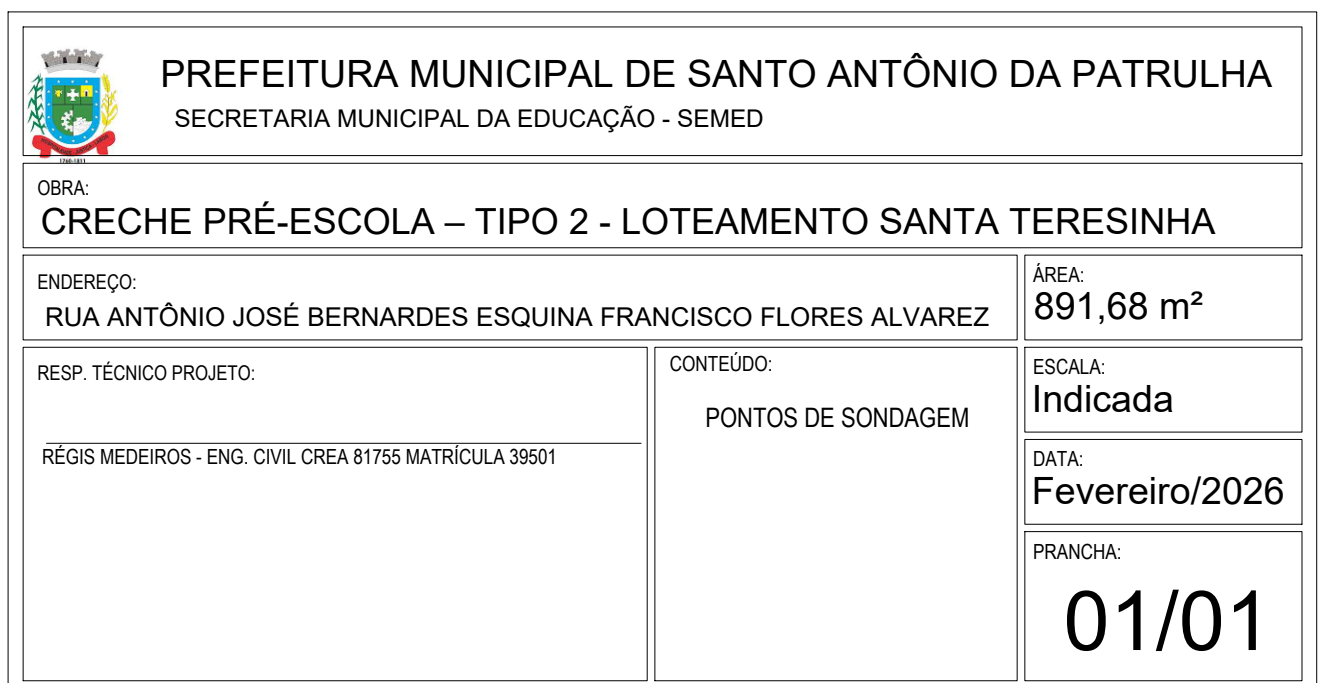 PREFEITURA MUNICIPAL DE SANTO ANTÔNIO DA PATRULHA
SECRETARIA MUNICIPAL DA EDUCAÇÃO - SEMED
1760-1811
OBRA:
CRECHE PRÉ-ESCOLA – TIPO 2 - LOTEAMENTO SANTA TERESINHA
ENDEREÇO:
RUA ANTÔNIO JOSÉ BERNARDES ESQUINA FRANCISCO FLORES ALVAREZ
ÁREA:
891,68 m²
RESP. TÉCNICO PROJETO:
RÉGIS MEDEIROS - ENG. CIVIL CREA 81755 MATRÍCULA 39501
CONTEÚDO:
PONTOS DE SONDAGEM
ESCALA:
Indicada
DATA:
Fevereiro/2026
PRANCHA:
01/01